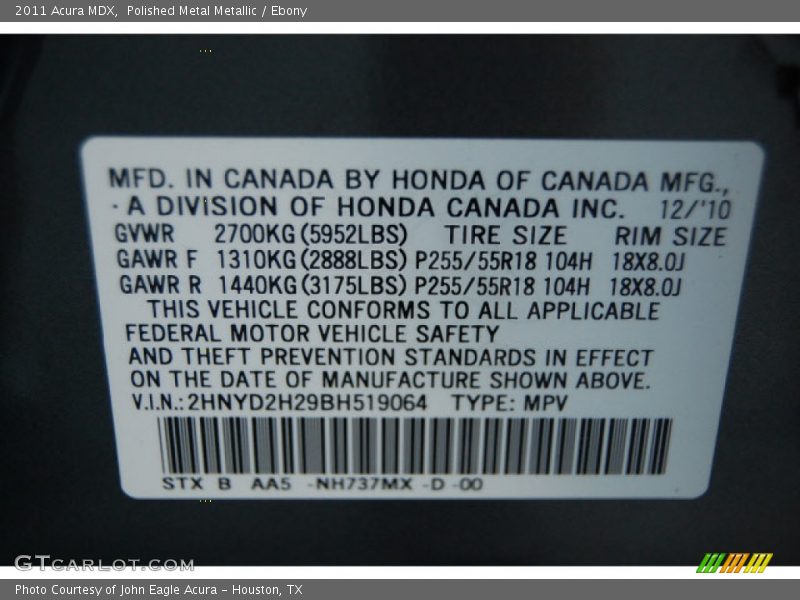 2011 Acura MDX, Polished Metal Metallic / Ebony
MFD. IN CANADA BY HONDA OF CANADA MFG.,
A DIVISION OF HONDA CANADA INC. 12/'10
GVWR 2700KG(5952LBS) TIRE SIZE RIM SIZE
GAWR F 1310KG(2888LBS) P255/55R18 104H 18X8.0J
GAWR R 1440KG(3175LBS) P255/55R18 104H 18X8.0J
THIS VEHICLE CONFORMS TO ALL APPLICABLE
FEDERAL MOTOR VEHICLE SAFETY
AND THEFT PREVENTION STANDARDS IN EFFECT
ON THE DATE OF MANUFACTURE SHOWN ABOVE.
V.I.N.:2HNYD2H29BH519064 TYPE: MPV
STX B AA5 -NH737MX -D -00
GTCARLOT.COM
Photo Courtesy of John Eagle Acura - Houston, TX